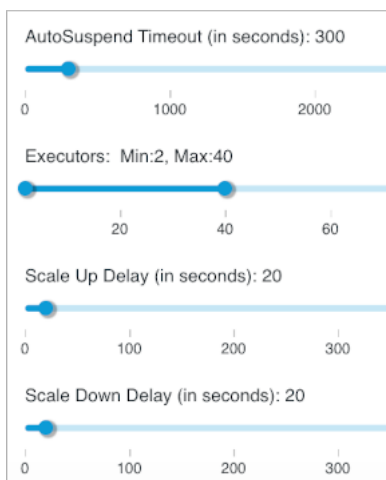 AutoSuspend Timeout (in seconds): 300
0 1000 2000
Executors: Min:2, Max:40
20 40 60
Scale Up Delay (in seconds): 20
0 100 200 300
Scale Down Delay (in seconds): 20
0 100 200 300